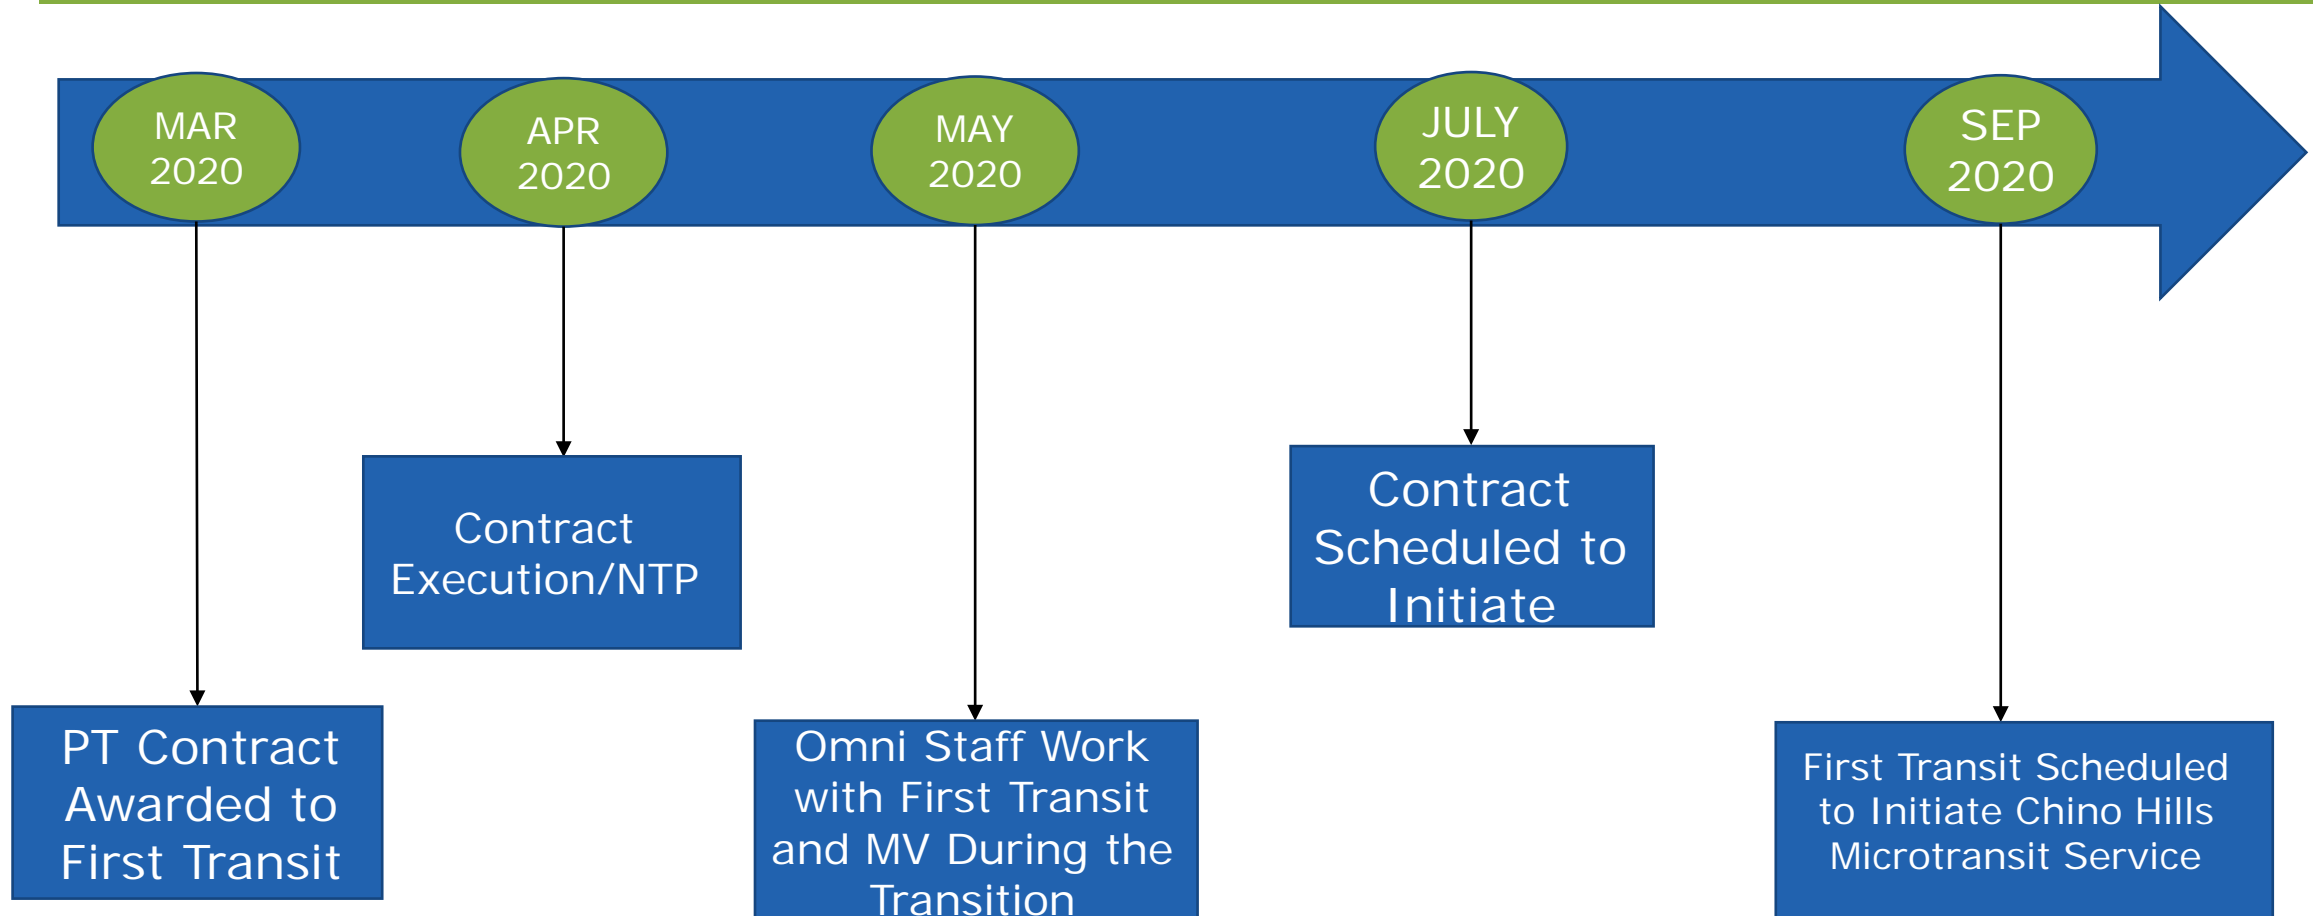 MAR
2020
APR
2020
MAY
2020
JULY
2020
SEP
2020
Contract
Execution/NTP
Contract
Scheduled to
Initiate
PT Contract
Awarded to
First Transit
Omni Staff Work
with First Transit
and MV During the
Transition
First Transit Scheduled
to Initiate Chino Hills
Microtransit Service